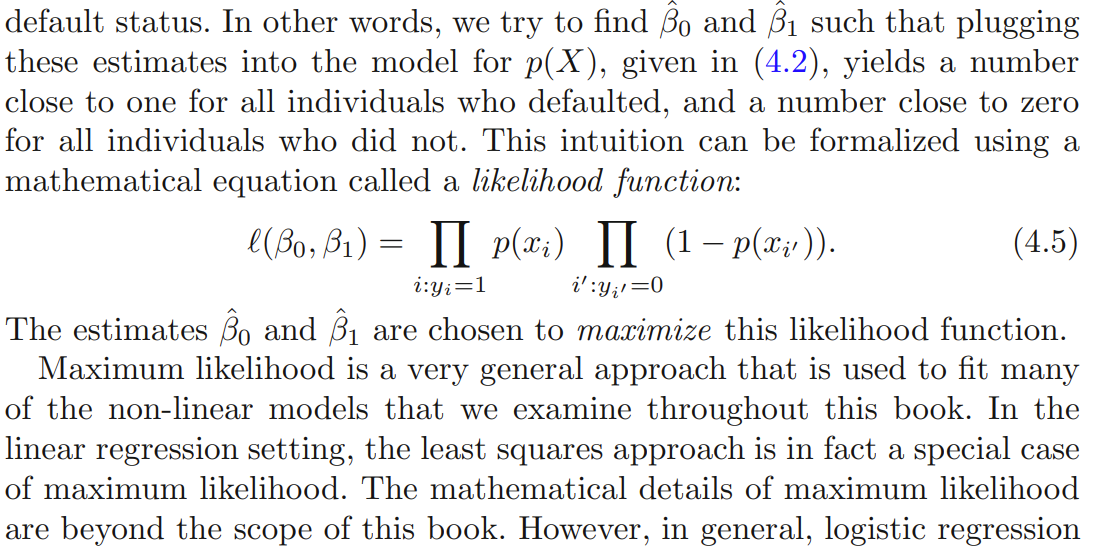 default status. In other words, we try to find β̂₀ and β̂₁ such that plugging
these estimates into the model for p(X), given in (4.2), yields a number
close to one for all individuals who defaulted, and a number close to zero
for all individuals who did not. This intuition can be formalized using a
mathematical equation called a likelihood function:
ℓ(β₀, β₁) = ∏_{i:y_i=1} p(x_i) ∏_{i′:y_{i′}=0} (1 − p(x_{i′})). (4.5)
The estimates β̂₀ and β̂₁ are chosen to maximize this likelihood function.
Maximum likelihood is a very general approach that is used to fit many
of the non-linear models that we examine throughout this book. In the
linear regression setting, the least squares approach is in fact a special case
of maximum likelihood. The mathematical details of maximum likelihood
are beyond the scope of this book. However, in general, logistic regression